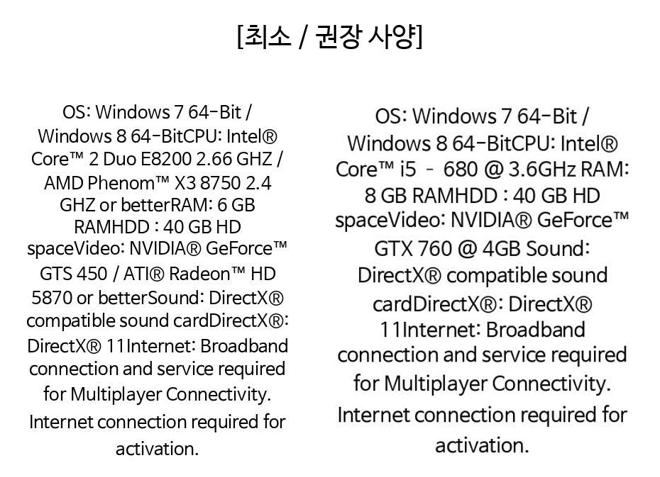 [최소 / 권장 사양]
OS: Windows 7 64-Bit /
Windows 8 64-BitCPU: Intel®
Core™ 2 Duo E8200 2.66 GHZ /
AMD Phenom™ X3 8750 2.4
GHZ or betterRAM: 6 GB
RAMHDD : 40 GB HD
spaceVideo: NVIDIA® GeForce™
GTS 450 / ATI® Radeon™ HD
5870 or betterSound: DirectX®
compatible sound cardDirectX®:
DirectX® 11Internet: Broadband
connection and service required
for Multiplayer Connectivity.
Internet connection required for
activation.
OS: Windows 7 64-Bit /
Windows 8 64-BitCPU: Intel®
Core™ i5 - 680 @ 3.6GHz RAM:
8 GB RAMHDD : 40 GB HD
spaceVideo: NVIDIA® GeForce™
GTX 760 @ 4GB Sound:
DirectX® compatible sound
cardDirectX®: DirectX®
11Internet: Broadband
connection and service required
for Multiplayer Connectivity.
Internet connection required for
activation.